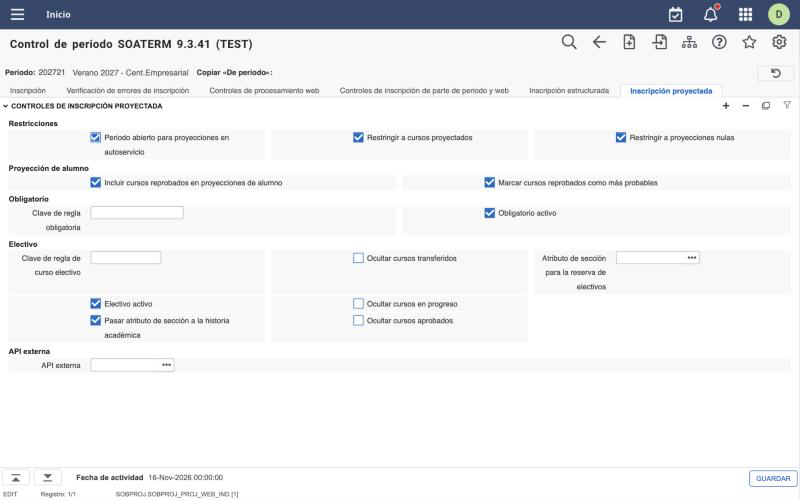 Inicio
D
Control de periodo SOATERM 9.3.41 (TEST)
Periodo: 202721 Verano 2027 - Cent.Empresarial Copiar «De periodo»:
Inscripción Verificación de errores de inscripción Controles de procesamiento web Controles de inscripción de parte de periodo y web Inscripción estructurada Inscripción proyectada
CONTROLES DE INSCRIPCIÓN PROYECTADA
Restricciones
Periodo abierto para proyecciones en autoservicio
Restringir a cursos proyectados
Restringir a proyecciones nulas
Proyección de alumno
Incluir cursos reprobados en proyecciones de alumno
Marcar cursos reprobados como más probables
Obligatorio
Clave de regla obligatoria
Obligatorio activo
Electivo
Clave de regla de curso electivo
Ocultar cursos transferidos
Atributo de sección para la reserva de electivos
Electivo activo
Ocultar cursos en progreso
Pasar atributo de sección a la historia académica
Ocultar cursos aprobados
API externa
API externa
Fecha de actividad 16-Nov-2026 00:00:00
GUARDAR
EDIT Registro: 1/1 SOBPROJ.SOBPROJ_PROJ_WEB_IND [1]